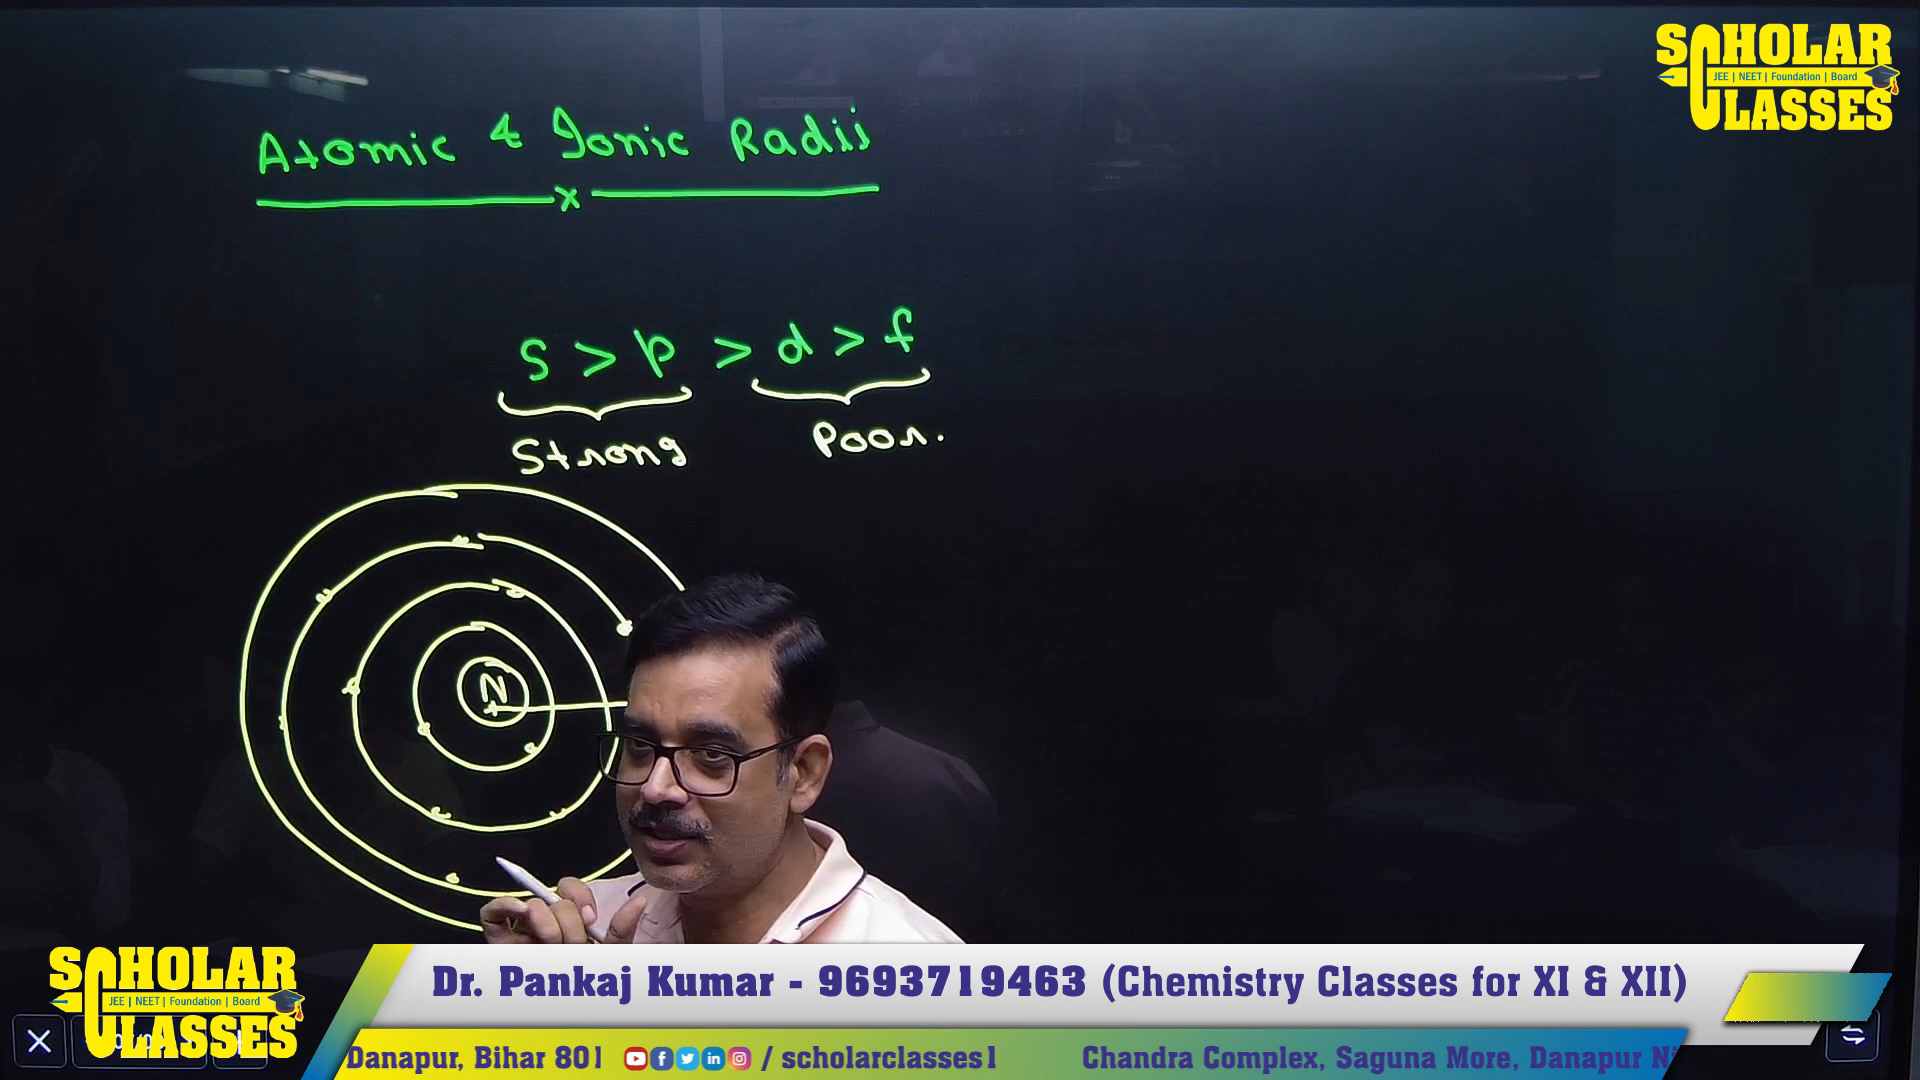 SCHOLAR
JEE | NEET | Foundation | Board
CLASSES
Atomic & Ionic Radii
x
s > p > d > f
Strong
Poor.
N
+
SCHOLAR
JEE | NEET | Foundation | Board
CLASSES
Dr. Pankaj Kumar - 9693719463 (Chemistry Classes for XI & XII)
Danapur, Bihar 801
/ scholarclasses1
Chandra Complex, Saguna More, Danapur